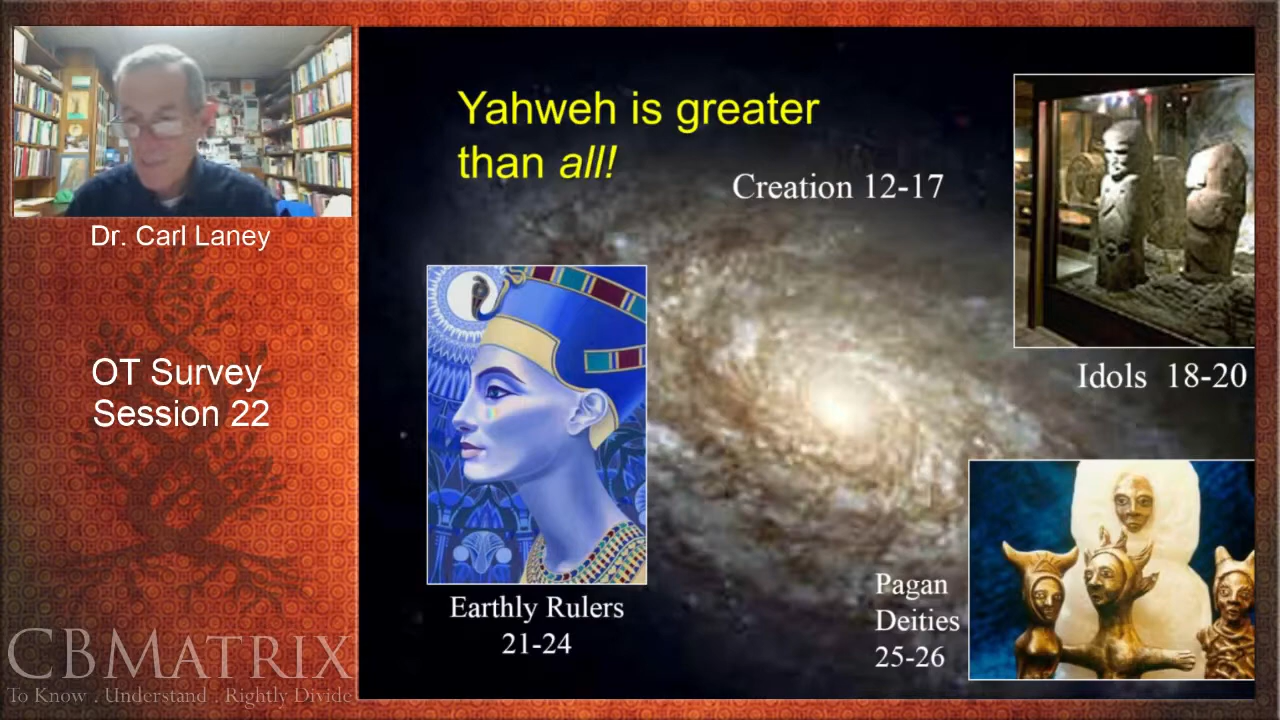 Dr. Carl Laney
OT Survey
Session 22
CBMATRIX
To Know . Understand . Rightly Divide
Yahweh is greater
than all!
Creation 12-17
Idols 18-20
Earthly Rulers
21-24
Pagan
Deities
25-26